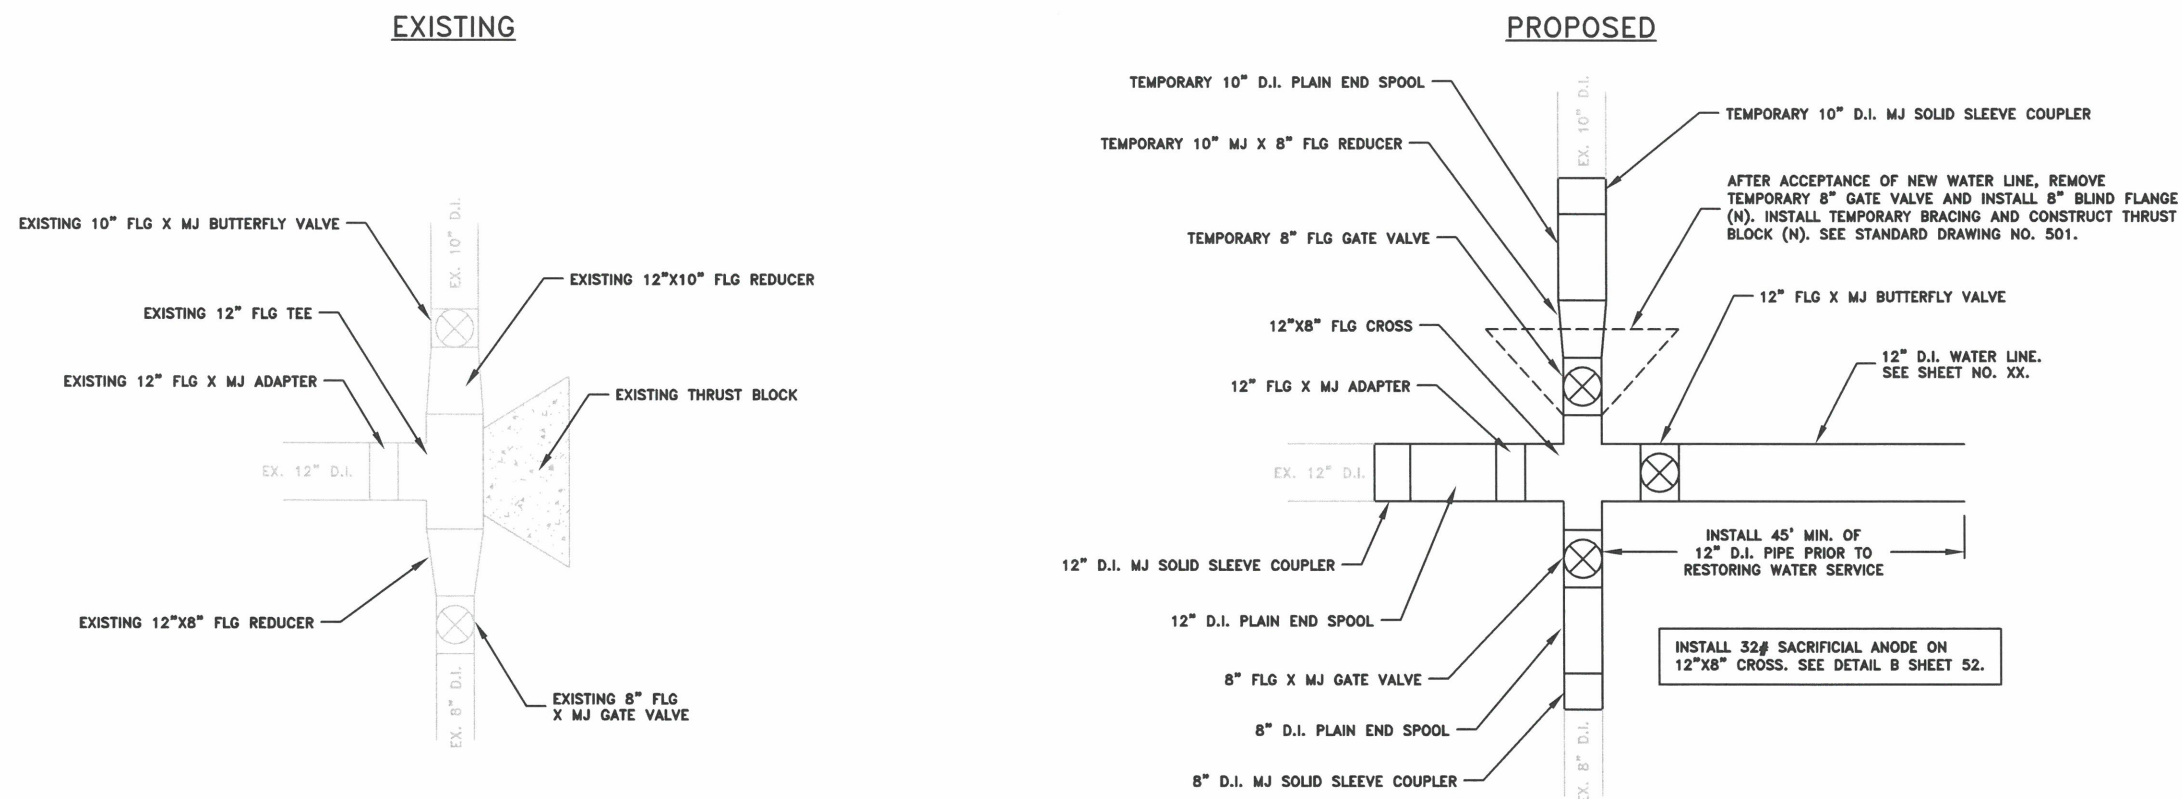 EXISTING
EXISTING 10" FLG X MJ BUTTERFLY VALVE
EX. 10" D.I.
EXISTING 12"X10" FLG REDUCER
EXISTING 12" FLG TEE
EXISTING 12" FLG X MJ ADAPTER
EXISTING THRUST BLOCK
EX. 12" D.I.
EXISTING 12"X8" FLG REDUCER
EXISTING 8" FLG
X MJ GATE VALVE
EX. 8" D.I.
PROPOSED
TEMPORARY 10" D.I. PLAIN END SPOOL
EX. 10" D.I.
TEMPORARY 10" D.I. MJ SOLID SLEEVE COUPLER
TEMPORARY 10" MJ X 8" FLG REDUCER
AFTER ACCEPTANCE OF NEW WATER LINE, REMOVE
TEMPORARY 8" GATE VALVE AND INSTALL 8" BLIND FLANGE
(N). INSTALL TEMPORARY BRACING AND CONSTRUCT THRUST
BLOCK (N). SEE STANDARD DRAWING NO. 501.
TEMPORARY 8" FLG GATE VALVE
12" FLG X MJ BUTTERFLY VALVE
12"X8" FLG CROSS
12" D.I. WATER LINE.
SEE SHEET NO. XX.
12" FLG X MJ ADAPTER
EX. 12" D.I.
INSTALL 45' MIN. OF
12" D.I. PIPE PRIOR TO
RESTORING WATER SERVICE
12" D.I. MJ SOLID SLEEVE COUPLER
12" D.I. PLAIN END SPOOL
INSTALL 32# SACRIFICIAL ANODE ON
12"X8" CROSS. SEE DETAIL B SHEET 52.
8" FLG X MJ GATE VALVE
8" D.I. PLAIN END SPOOL
8" D.I. MJ SOLID SLEEVE COUPLER
EX. 8" D.I.